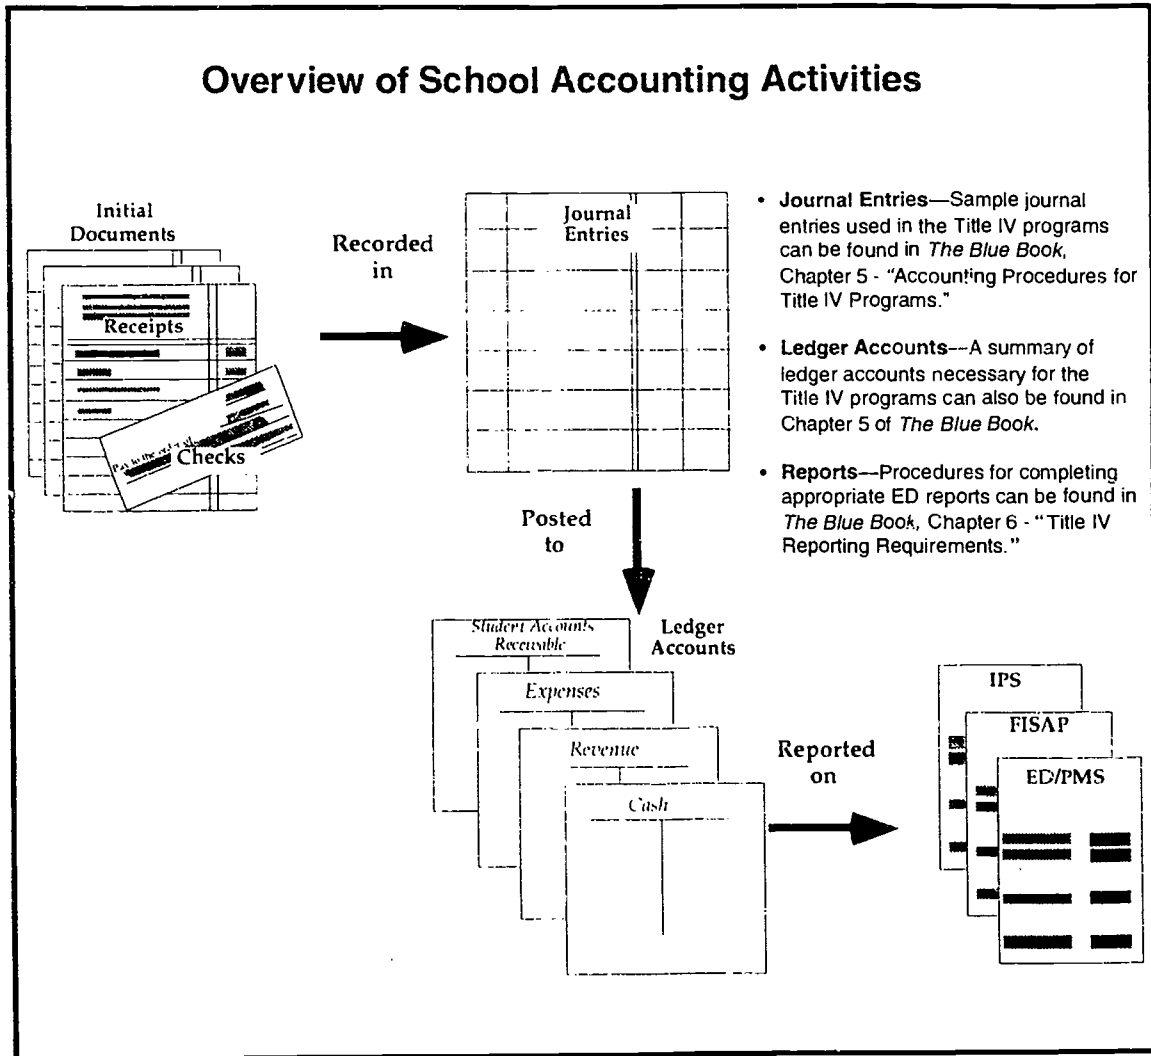 Overview of School Accounting Activities
Initial
Documents
Receipts
Pay to the order of
Checks
Recorded
in
Journal
Entries
• Journal Entries—Sample journal
entries used in the Title IV programs
can be found in The Blue Book,
Chapter 5 - "Accounting Procedures for
Title IV Programs."
• Ledger Accounts—A summary of
ledger accounts necessary for the
Title IV programs can also be found in
Chapter 5 of The Blue Book.
• Reports—Procedures for completing
appropriate ED reports can be found in
The Blue Book, Chapter 6 - "Title IV
Reporting Requirements."
Posted
to
Student Accounts
Receivable
Expenses
Revenue
Cash
Ledger
Accounts
Reported
on
IPS
FISAP
ED/PMS